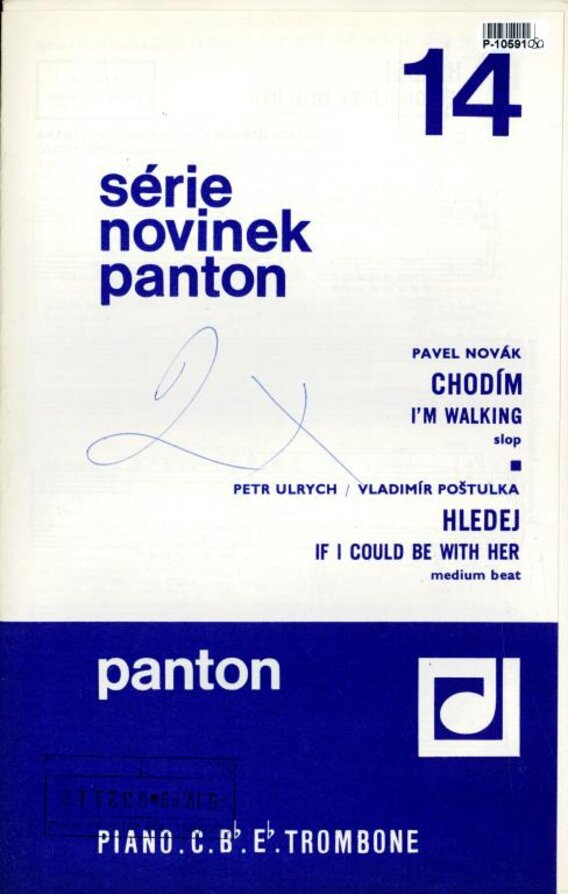 P-10591
14
série
novinek
panton
2x
PAVEL NOVÁK
CHODÍM
I'M WALKING
slop
PETR ULRYCH / VLADIMÍR POŠTULKA
HLEDEJ
IF I COULD BE WITH HER
medium beat
panton
PIANO.C.B♭.E♭.TROMBONE